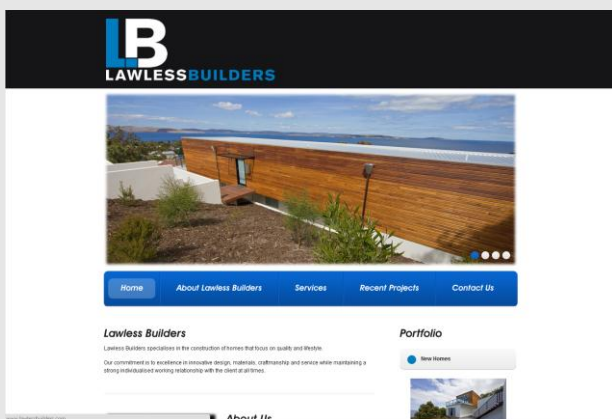 LB
LAWLESSBUILDERS
Home About Lawless Builders Services Recent Projects Contact Us
Lawless Builders
Lawless Builders specialises in the construction of homes that focus on quality and lifestyle.
Our commitment is to excellence in innovative design, materials, craftmanship and service while maintaining a
strong individualised working relationship with the client at all times.
Portfolio
New Homes
About Us